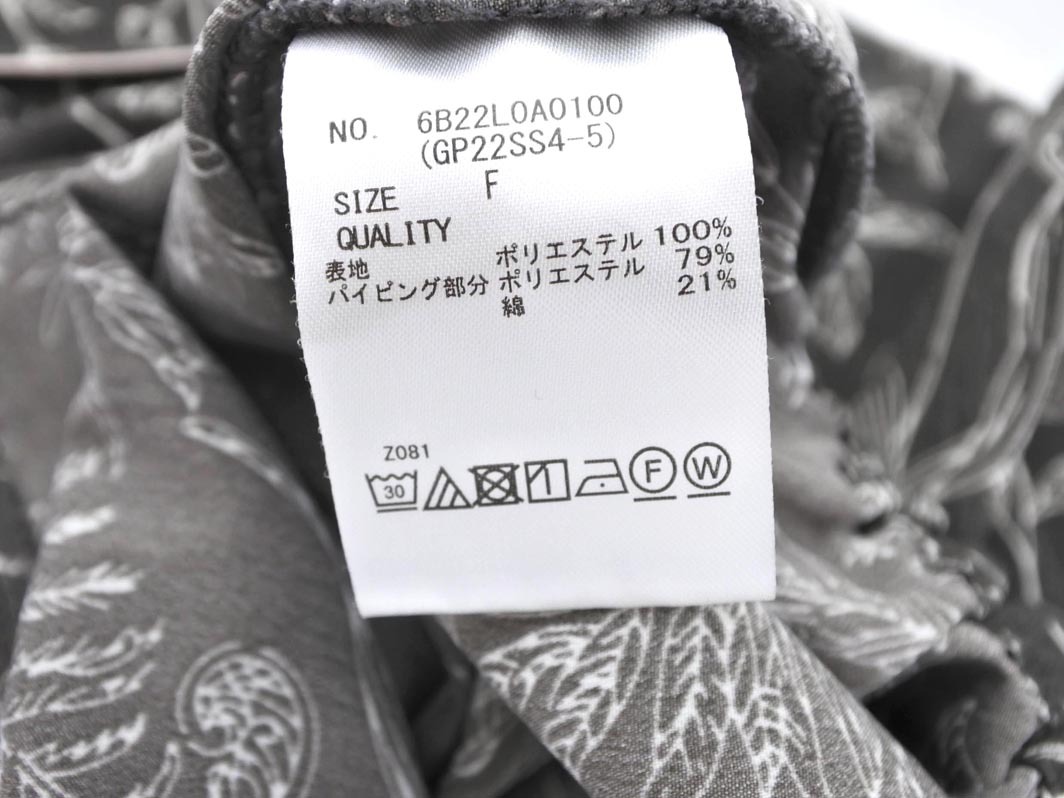 NO. 6B22L0A0100
(GP22SS4-5)
SIZE F
QUALITY
表地 ポリエステル 100%
パイピング部分 ポリエステル 79%
綿 21%
Z081
30 F W